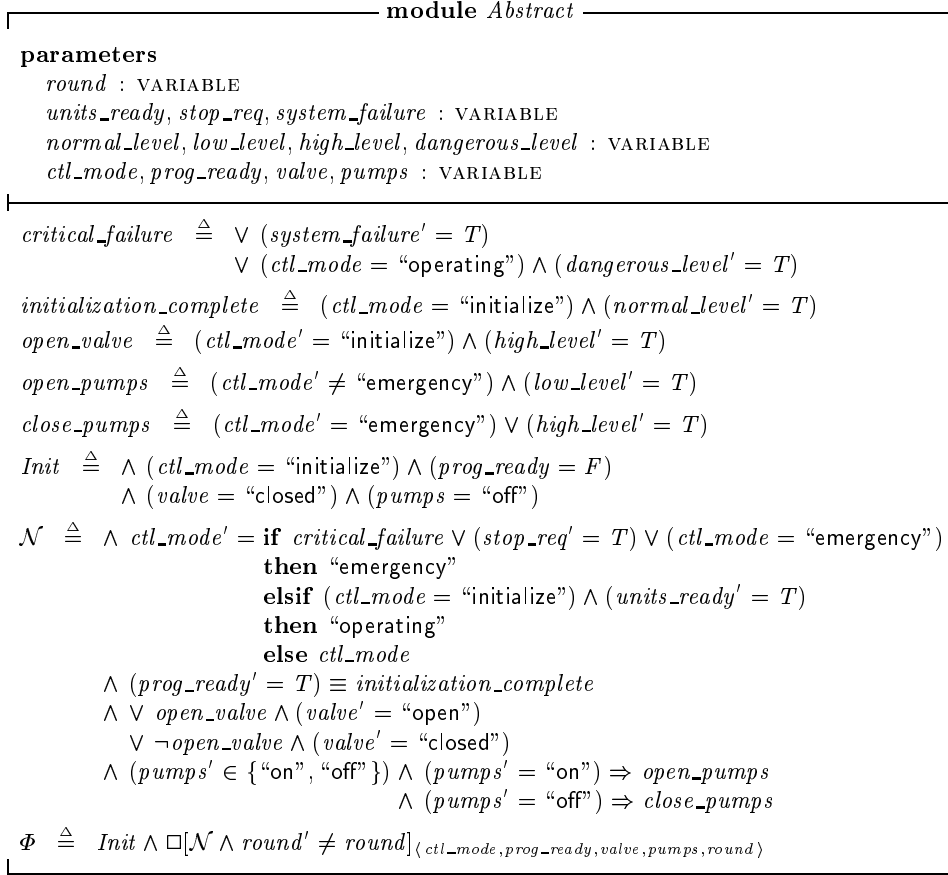 module Abstract
parameters
round : VARIABLE
units_ready, stop_req, system_failure : VARIABLE
normal_level, low_level, high_level, dangerous_level : VARIABLE
ctl_mode, prog_ready, valve, pumps : VARIABLE
critical_failure ≜ ∨ (system_failure′ = T)
∨ (ctl_mode = “operating”) ∧ (dangerous_level′ = T)
initialization_complete ≜ (ctl_mode = “initialize”) ∧ (normal_level′ = T)
open_valve ≜ (ctl_mode′ = “initialize”) ∧ (high_level′ = T)
open_pumps ≜ (ctl_mode′ ≠ “emergency”) ∧ (low_level′ = T)
close_pumps ≜ (ctl_mode′ = “emergency”) ∨ (high_level′ = T)
Init ≜ ∧ (ctl_mode = “initialize”) ∧ (prog_ready = F)
∧ (valve = “closed”) ∧ (pumps = “off”)
𝒩 ≜ ∧ ctl_mode′ = if critical_failure ∨ (stop_req′ = T) ∨ (ctl_mode = “emergency”)
then “emergency”
elsif (ctl_mode = “initialize”) ∧ (units_ready′ = T)
then “operating”
else ctl_mode
∧ (prog_ready′ = T) ≡ initialization_complete
∧ ∨ open_valve ∧ (valve′ = “open”)
∨ ¬open_valve ∧ (valve′ = “closed”)
∧ (pumps′ ∈ {“on”, “off”}) ∧ (pumps′ = “on”) ⇒ open_pumps
∧ (pumps′ = “off”) ⇒ close_pumps
Φ ≜ Init ∧ □[𝒩 ∧ round′ ≠ round]⟨ctl_mode,prog_ready,valve,pumps,round⟩